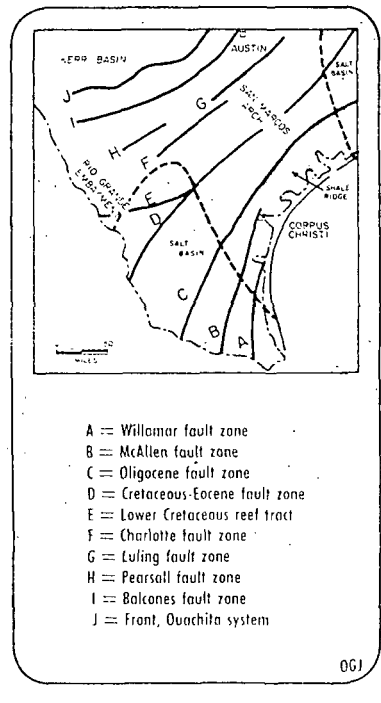 KERR BASIN
AUSTIN
SALT
BASIN
J
I
G
SAN MARCOS
ARCH
H
F
RIO GRANDE
EMBAYMENT
E
D
SALT
BASIN
SHALE
RIDGE
CORPUS
CHRISTI
C
B
A
MILES
A = Willamar fault zone
B = McAllen fault zone
C = Oligocene fault zone
D = Cretaceous-Eocene fault zone
E = Lower Cretaceous reef tract
F = Charlotte fault zone
G = Luling fault zone
H = Pearsall fault zone
I = Balcones fault zone
J = Front, Ouachita system
OGJ